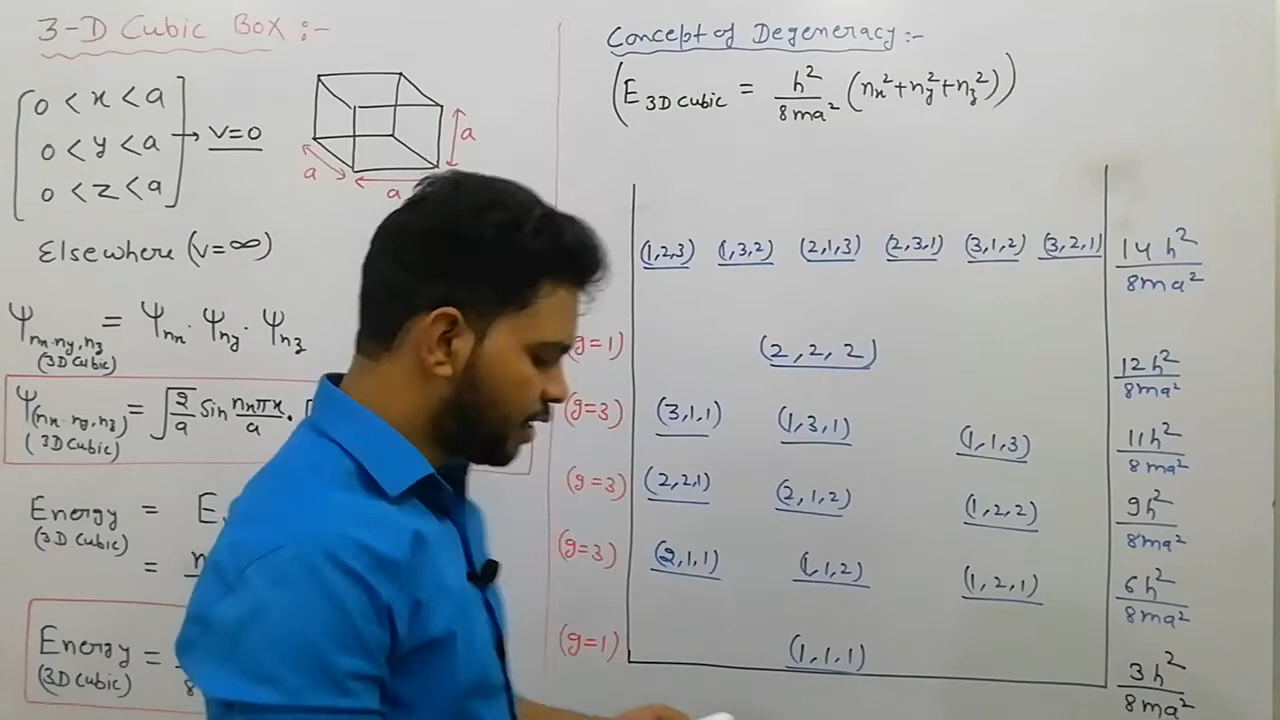 3-D Cubic Box :-
0 < x < a
0 < y < a
0 < z < a
→ V=0
a
a
a
Elsewhere (V=∞)
Ψnx.ny,nz = Ψnx . Ψny . Ψnz
(3D Cubic)
Ψ(nx ny,nz) = √2/a Sin nxπx/a .
(3D Cubic)
Energy = E
(3D Cubic)
=
Energy =
(3D Cubic)
8
Concept of Degeneracy :-
(E 3D Cubic = h²/8ma² (nx²+ny²+nz²))
(1,2,3) (1,3,2) (2,1,3) (2,3,1) (3,1,2) (3,2,1) 14h²/8ma²
(g=1) (2,2,2) 12h²/8ma²
(g=3) (3,1,1) (1,3,1) (1,1,3) 11h²/8ma²
(g=3) (2,2,1) (2,1,2) (1,2,2) 9h²/8ma²
(g=3) (2,1,1) (1,1,2) (1,2,1) 6h²/8ma²
(g=1) (1,1,1) 3h²/8ma²